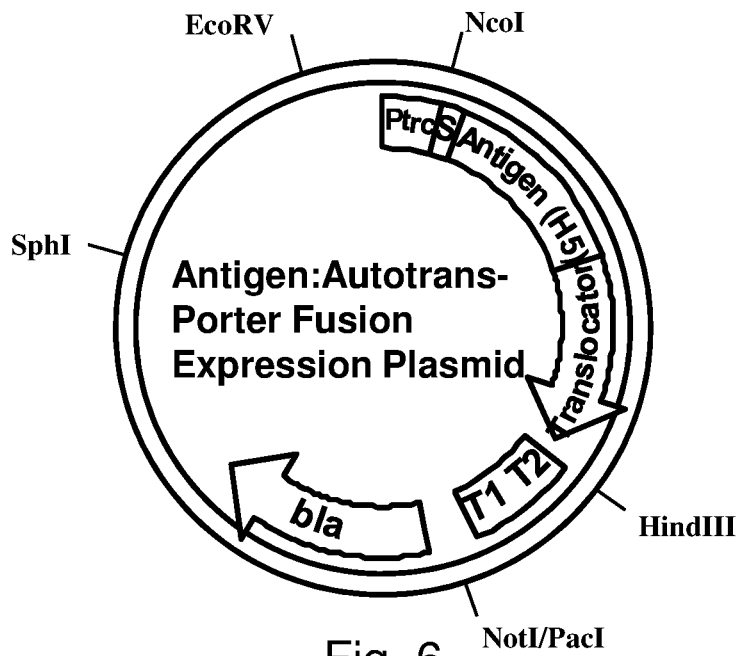 EcoRV
NcoI
PtrcS Antigen (H5)
Translocator
SphI
Antigen:Autotrans-
Porter Fusion
Expression Plasmid
T1 T2
bla
HindIII
NotI/PacI
Fig. 6